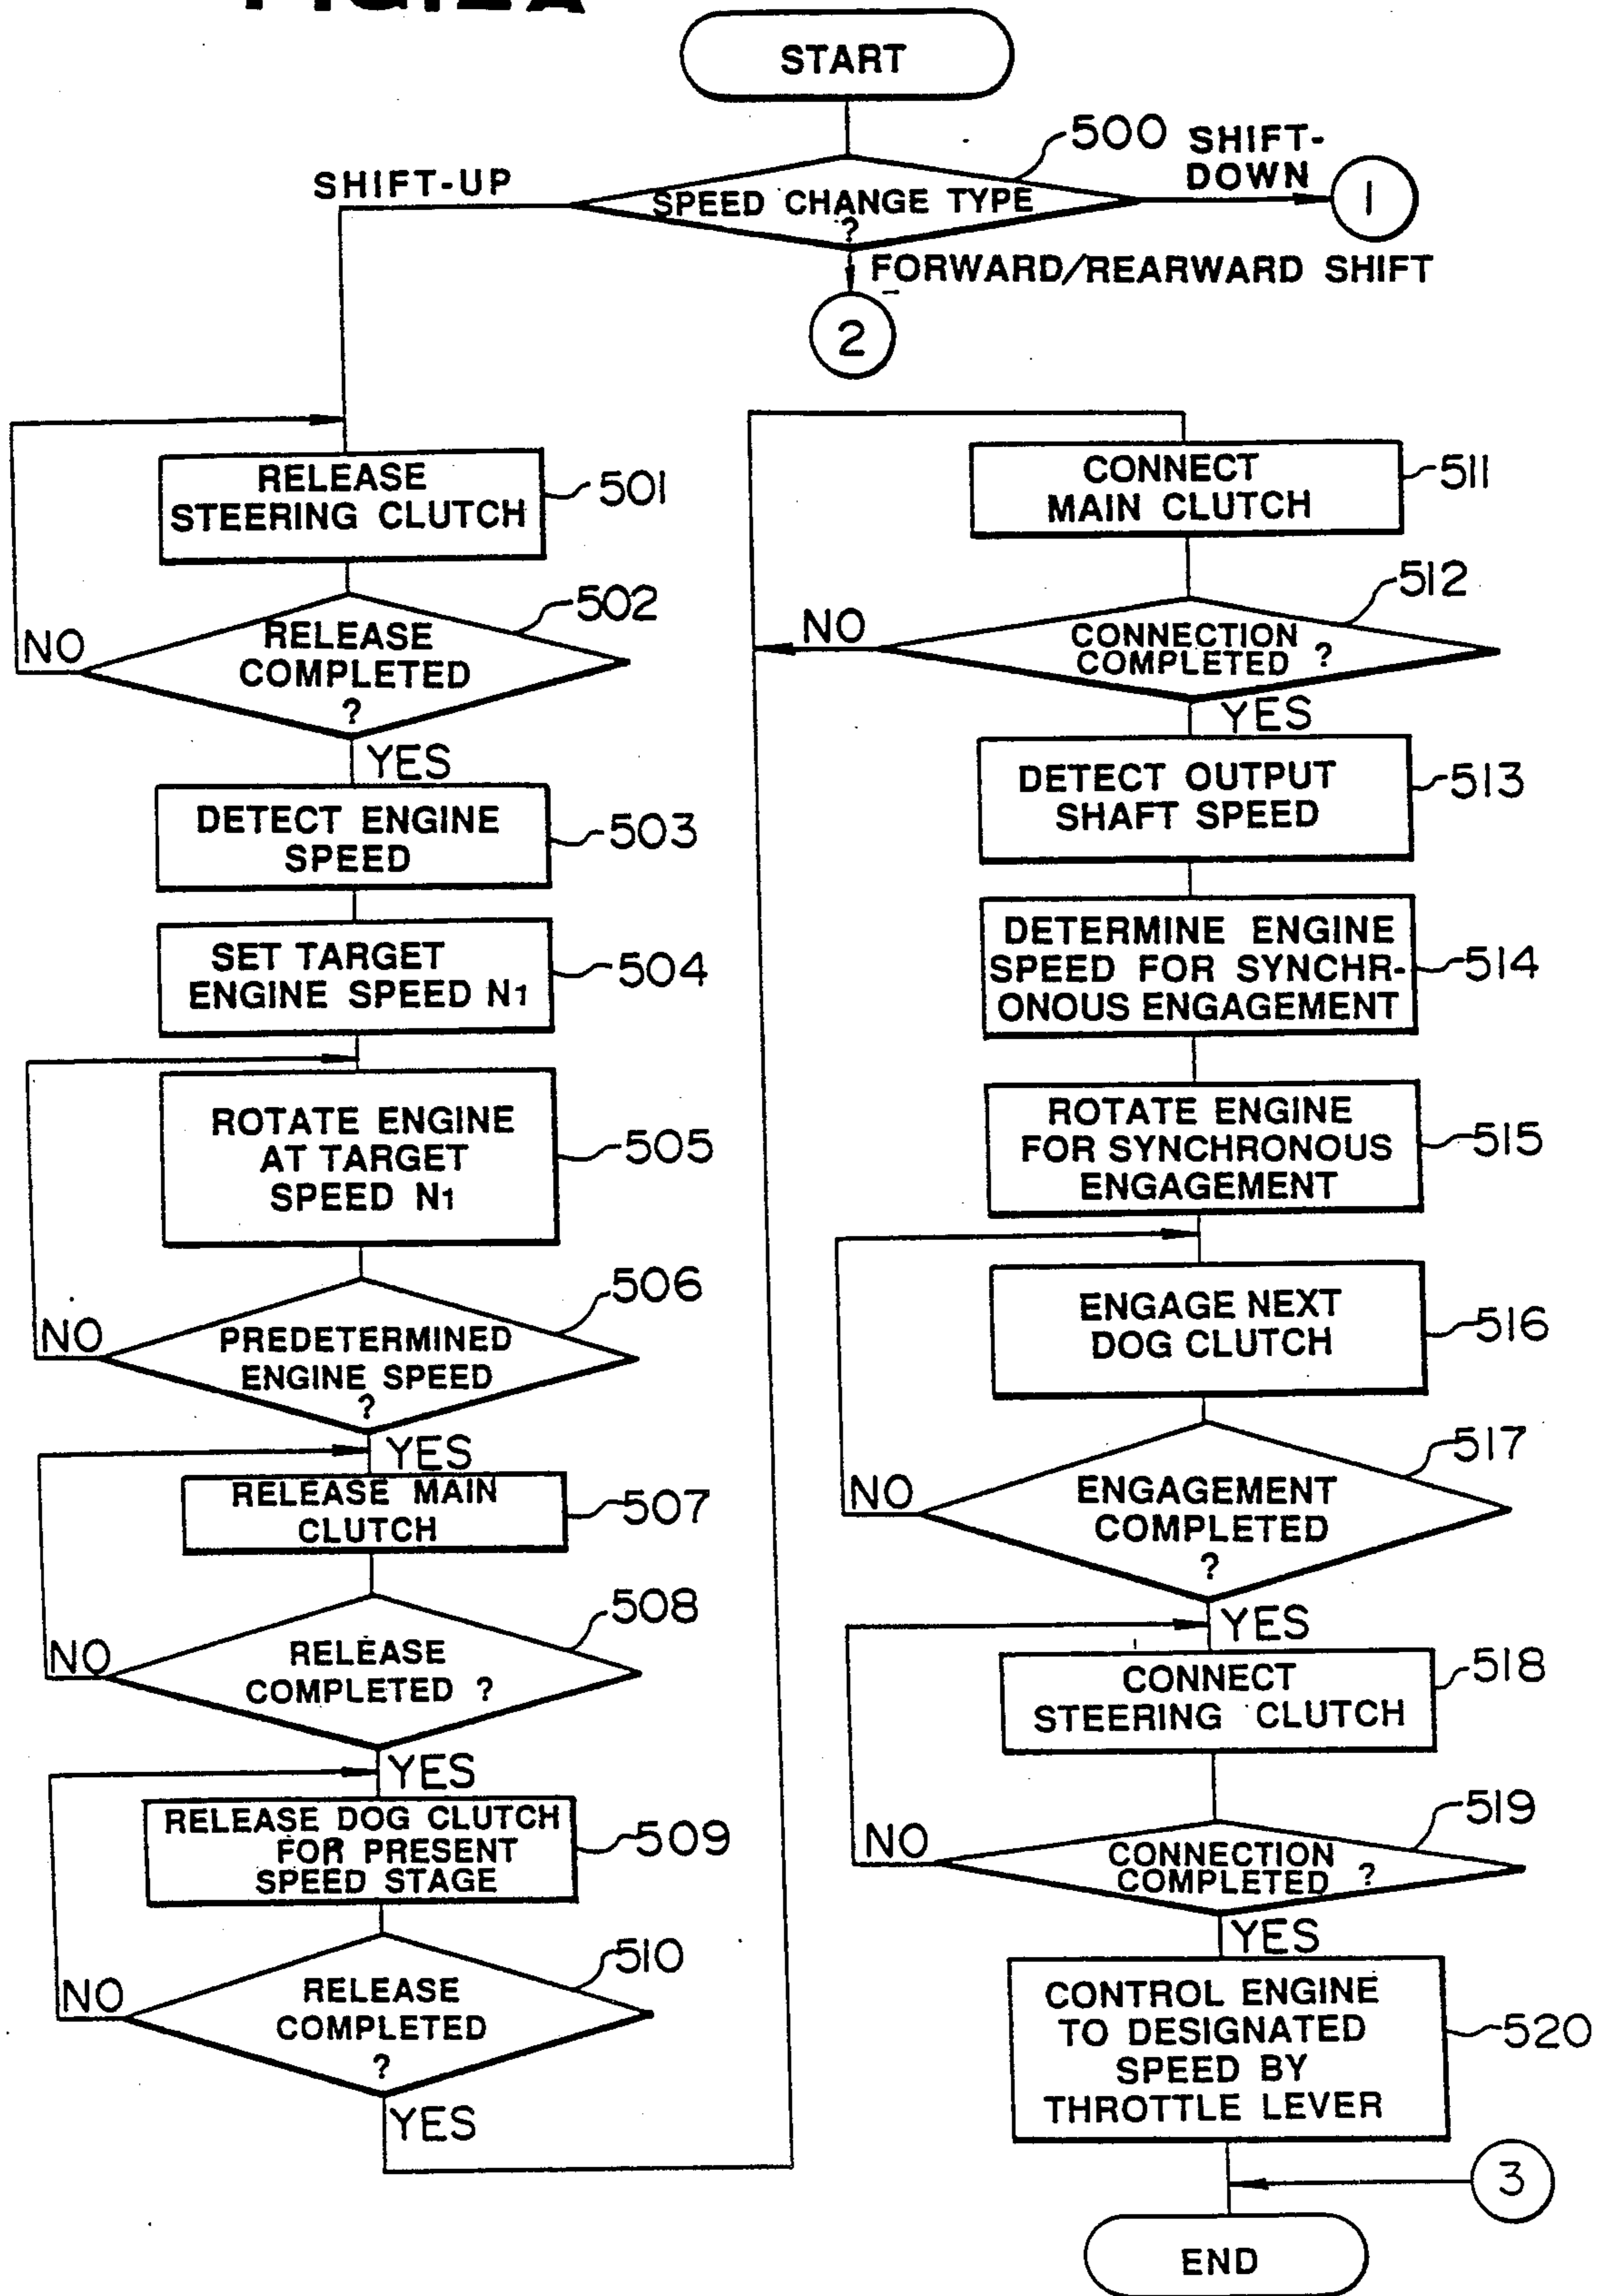 START
500
SHIFT-UP
SPEED CHANGE TYPE
?
SHIFT-
DOWN
1
FORWARD/REARWARD SHIFT
2
RELEASE
STEERING CLUTCH
501
RELEASE
COMPLETED
?
502
NO
YES
DETECT ENGINE
SPEED
503
SET TARGET
ENGINE SPEED N1
504
ROTATE ENGINE
AT TARGET
SPEED N1
505
PREDETERMINED
ENGINE SPEED
?
506
NO
YES
RELEASE MAIN
CLUTCH
507
RELEASE
COMPLETED ?
508
NO
YES
RELEASE DOG CLUTCH
FOR PRESENT
SPEED STAGE
509
RELEASE
COMPLETED
?
510
NO
YES
CONNECT
MAIN CLUTCH
511
CONNECTION
COMPLETED ?
512
NO
YES
DETECT OUTPUT
SHAFT SPEED
513
DETERMINE ENGINE
SPEED FOR SYNCHR-
ONOUS ENGAGEMENT
514
ROTATE ENGINE
FOR SYNCHRONOUS
ENGAGEMENT
515
ENGAGE NEXT
DOG CLUTCH
516
ENGAGEMENT
COMPLETED
?
517
NO
YES
CONNECT
STEERING CLUTCH
518
CONNECTION
COMPLETED ?
519
NO
YES
CONTROL ENGINE
TO DESIGNATED
SPEED BY
THROTTLE LEVER
520
3
END